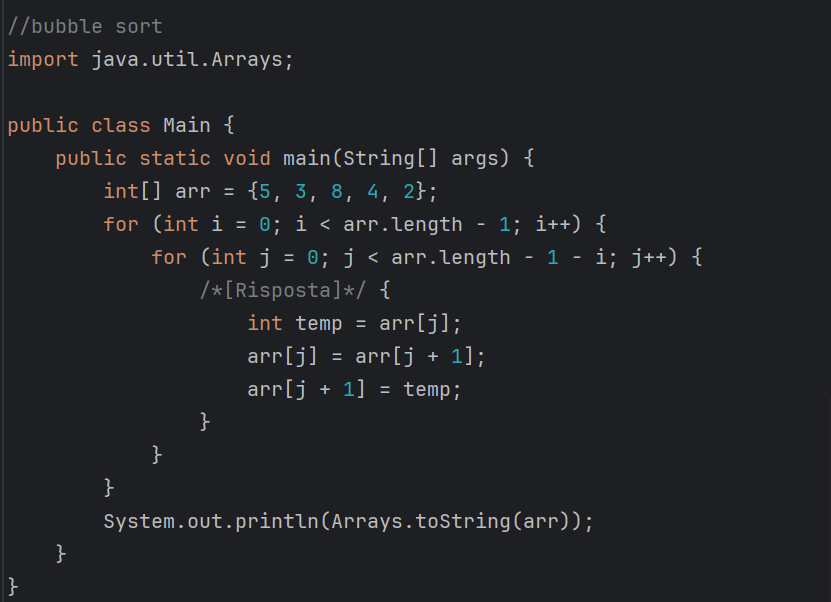 //bubble sort
import java.util.Arrays;
public class Main {
    public static void main(String[] args) {
        int[] arr = {5, 3, 8, 4, 2};
        for (int i = 0; i < arr.length - 1; i++) {
            for (int j = 0; j < arr.length - 1 - i; j++) {
                /*[Risposta]*/ {
                    int temp = arr[j];
                    arr[j] = arr[j + 1];
                    arr[j + 1] = temp;
                }
            }
        }
        System.out.println(Arrays.toString(arr));
    }
}